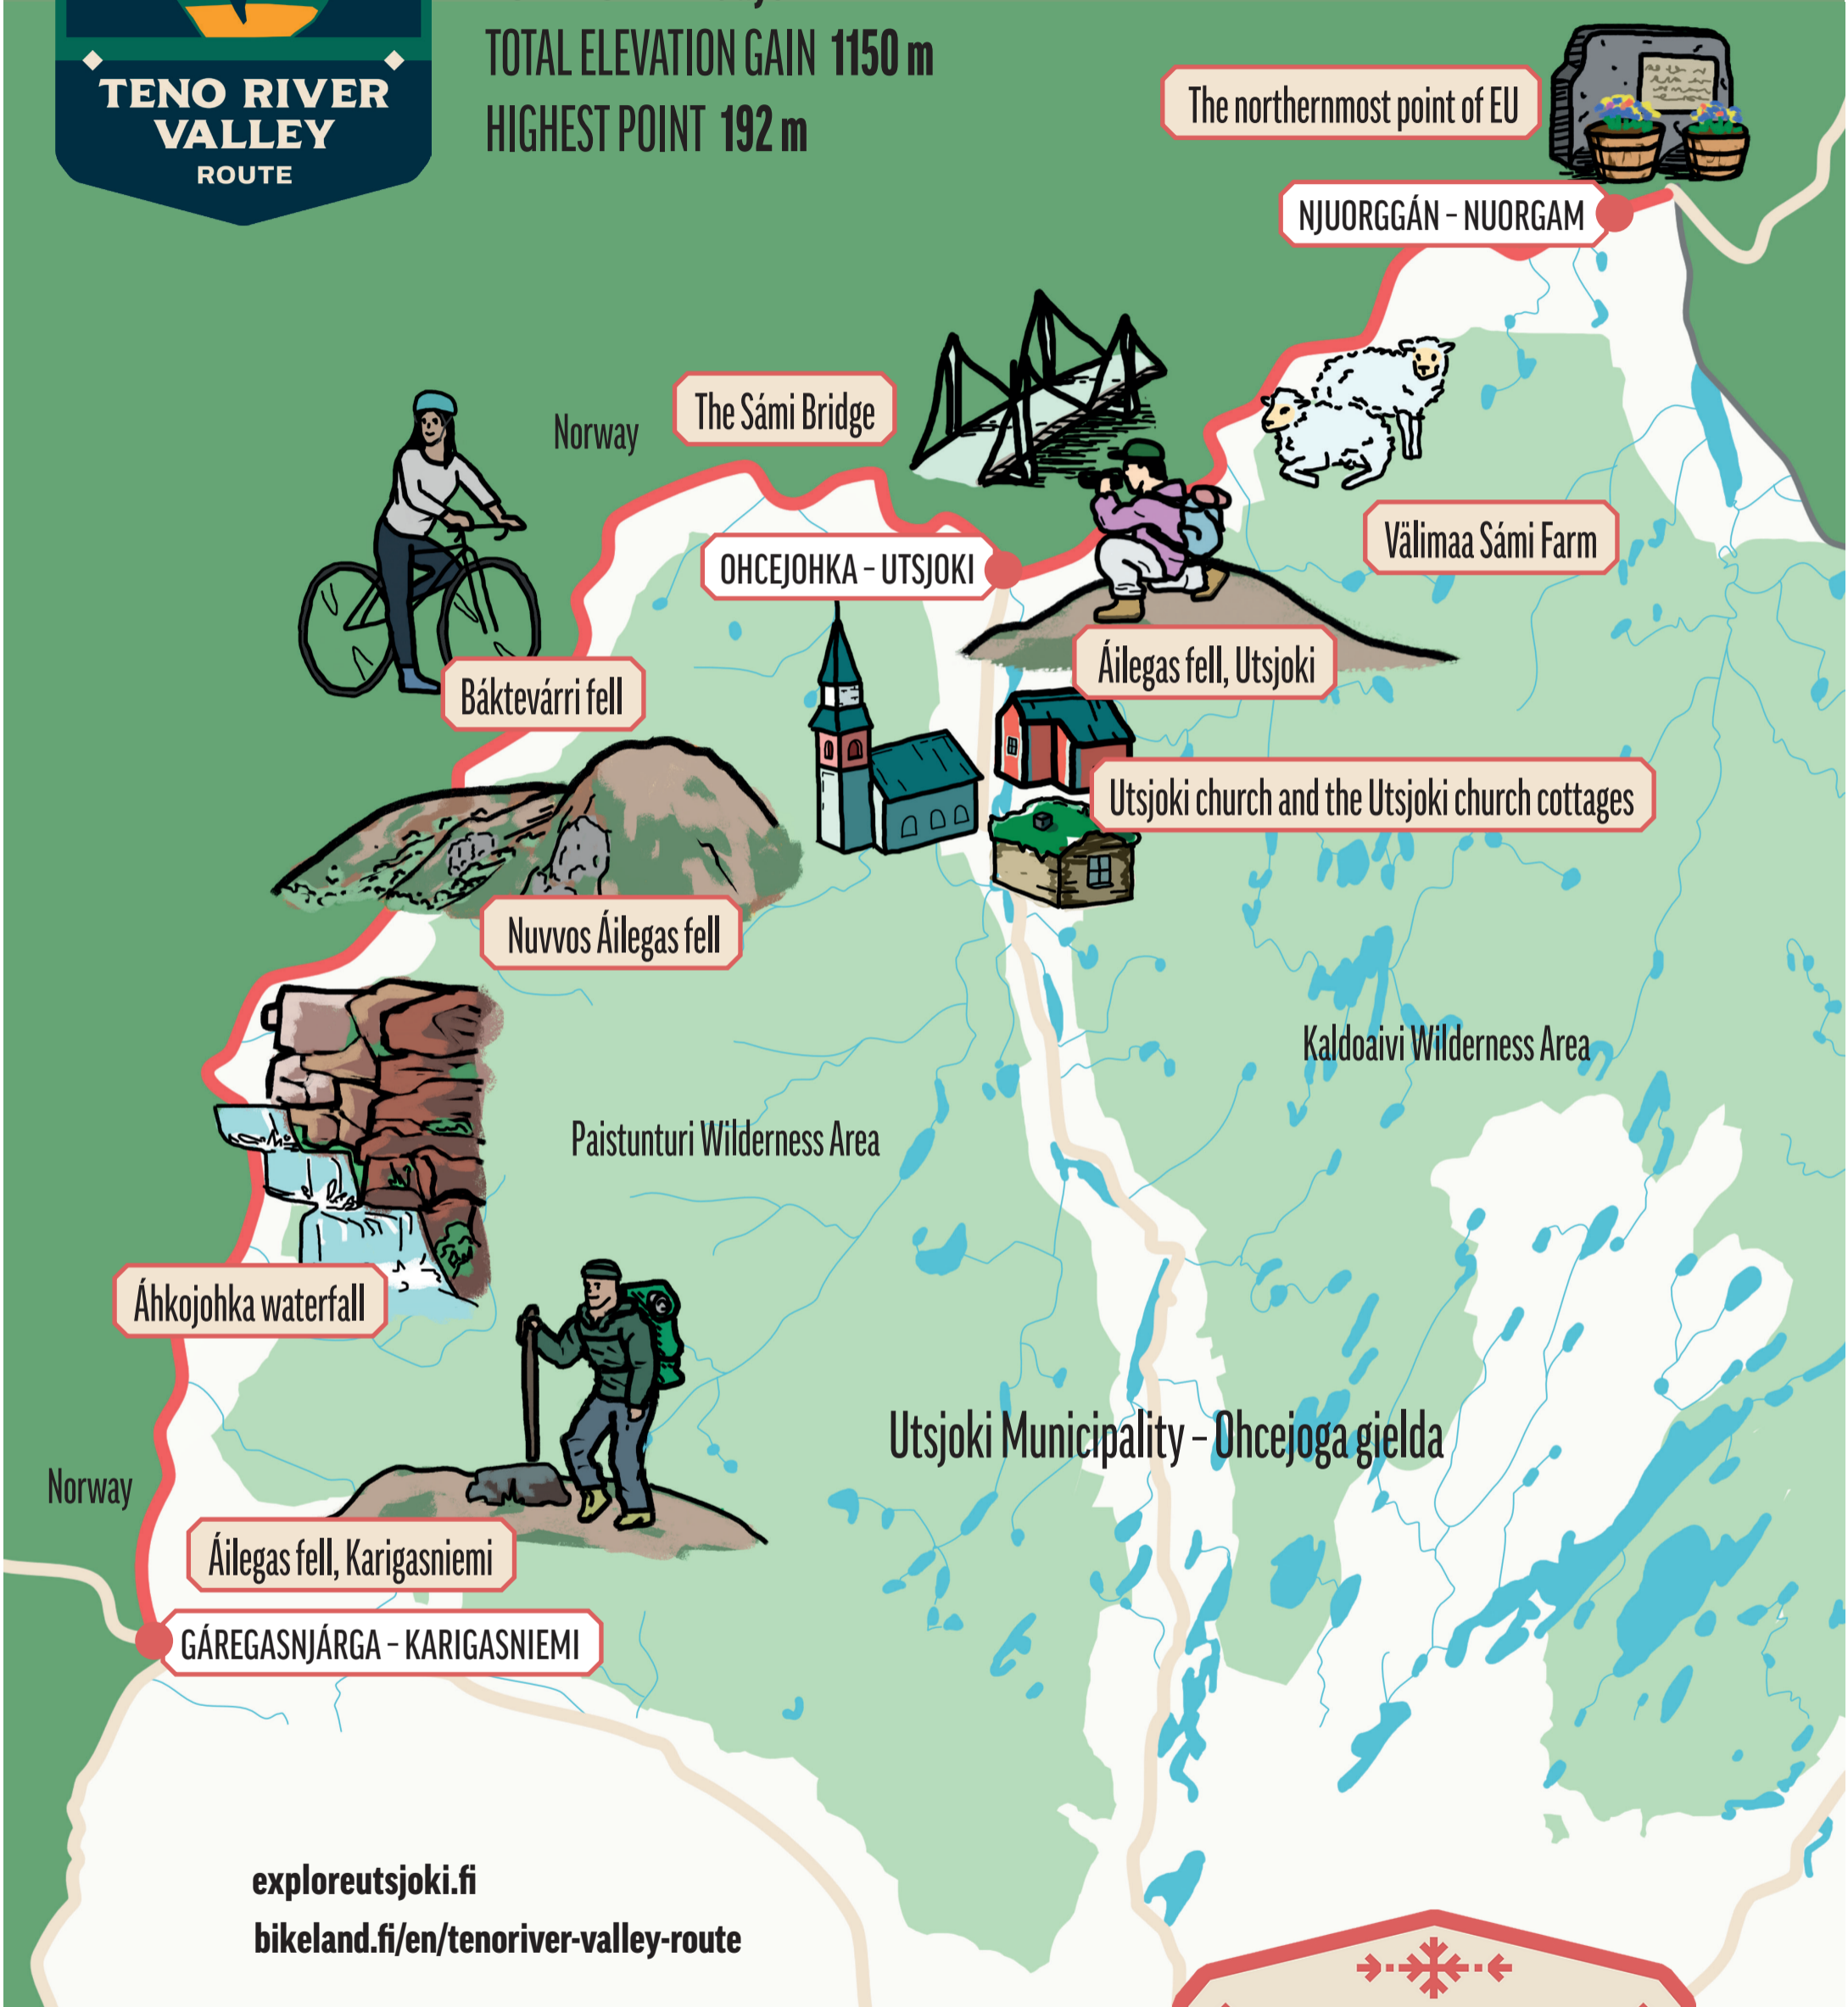 TENO RIVER
VALLEY
ROUTE
TOTAL ELEVATION GAIN 1150 m
HIGHEST POINT 192 m
The northernmost point of EU
NJUORGGÁN – NUORGAM
Norway
The Sámi Bridge
Välimaa Sámi Farm
OHCEJOHKA – UTSJOKI
Áilegas fell, Utsjoki
Báktevárri fell
Utsjoki church and the Utsjoki church cottages
Nuvvos Áilegas fell
Kaldoaivi Wilderness Area
Paistunturi Wilderness Area
Áhkojohka waterfall
Utsjoki Municipality – Ohcejoga gielda
Norway
Áilegas fell, Karigasniemi
GÁREGASNJÁRGA – KARIGASNIEMI
exploreutsjoki.fi
bikeland.fi/en/tenoriver-valley-route